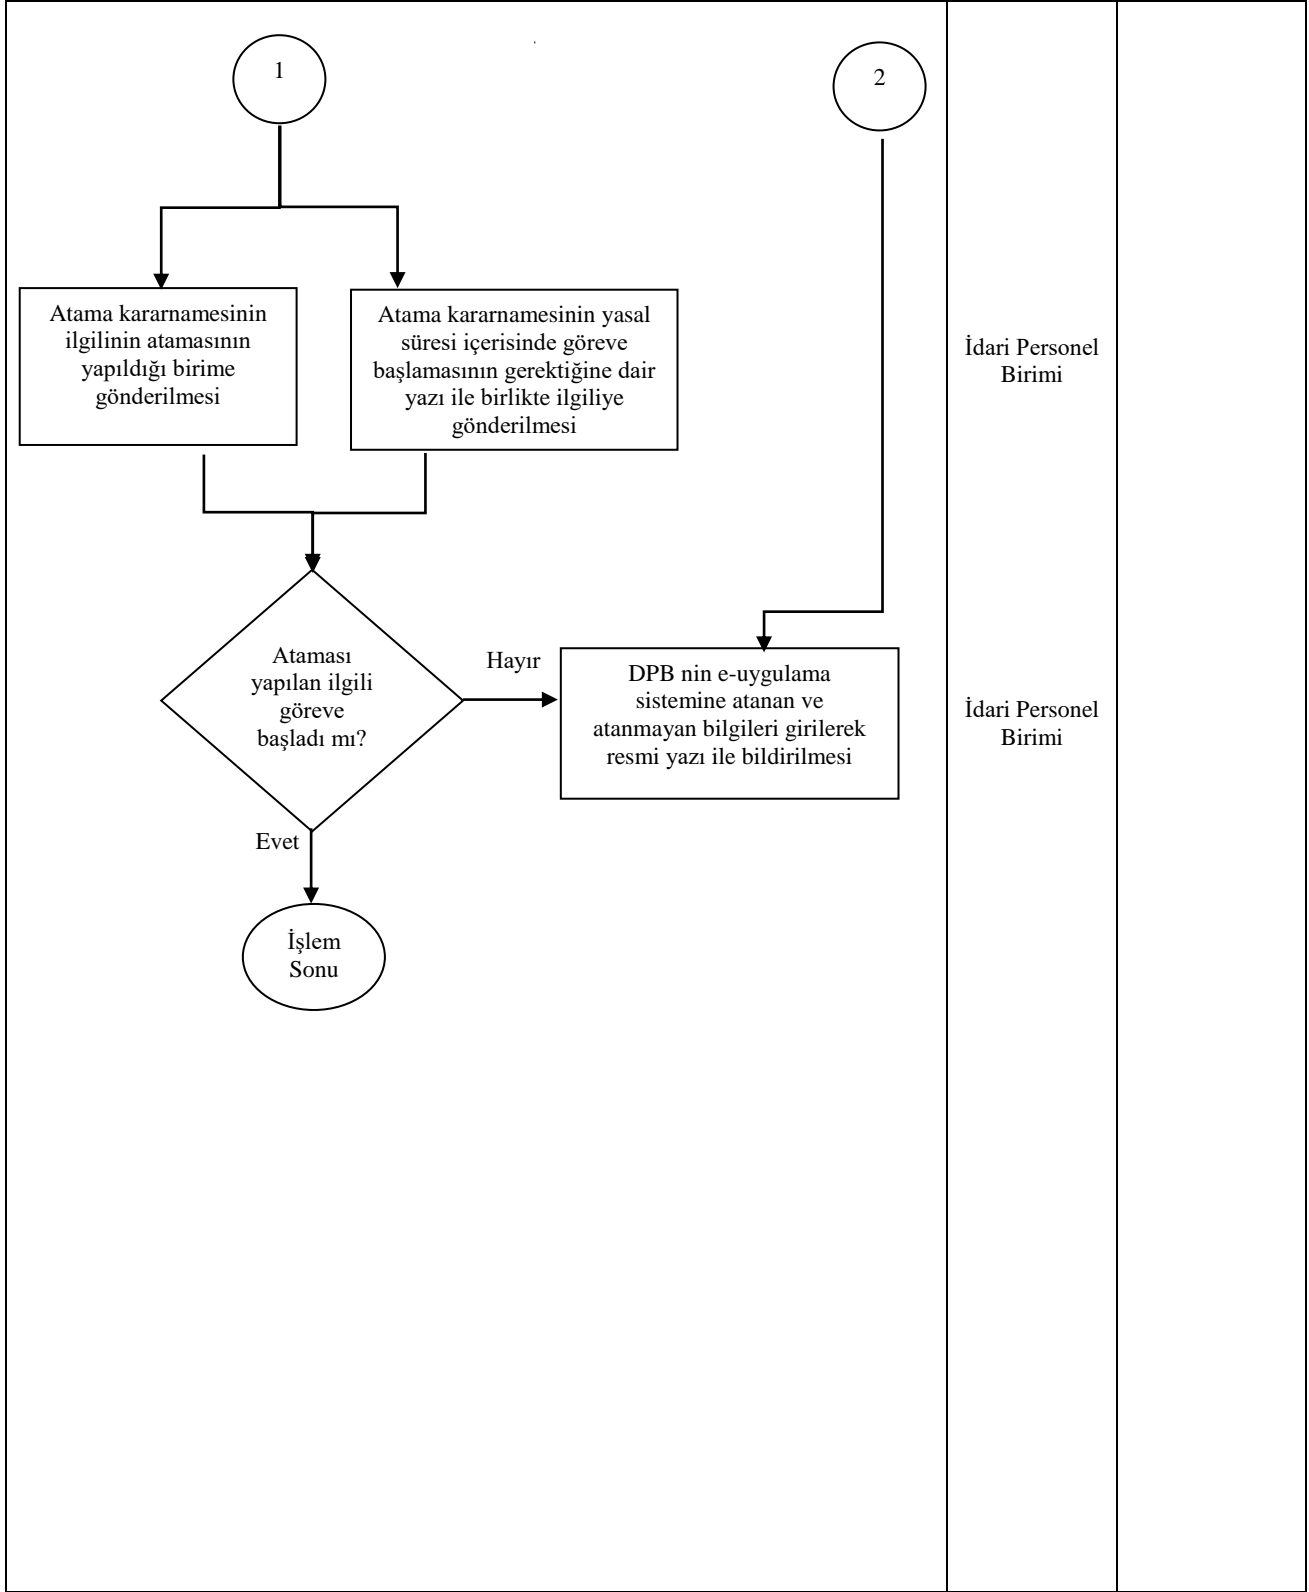 1
2
Atama kararnamesinin
ilgilinin atamasının
yapıldığı birime
gönderilmesi
Atama kararnamesinin yasal
süresi içerisinde göreve
başlamasının gerektiğine dair
yazı ile birlikte ilgiliye
gönderilmesi
İdari Personel
Birimi
Ataması
yapılan ilgili
göreve
başladı mı?
Hayır
DPB nin e-uygulama
sistemine atanan ve
atanmayan bilgileri girilerek
resmi yazı ile bildirilmesi
İdari Personel
Birimi
Evet
İşlem
Sonu